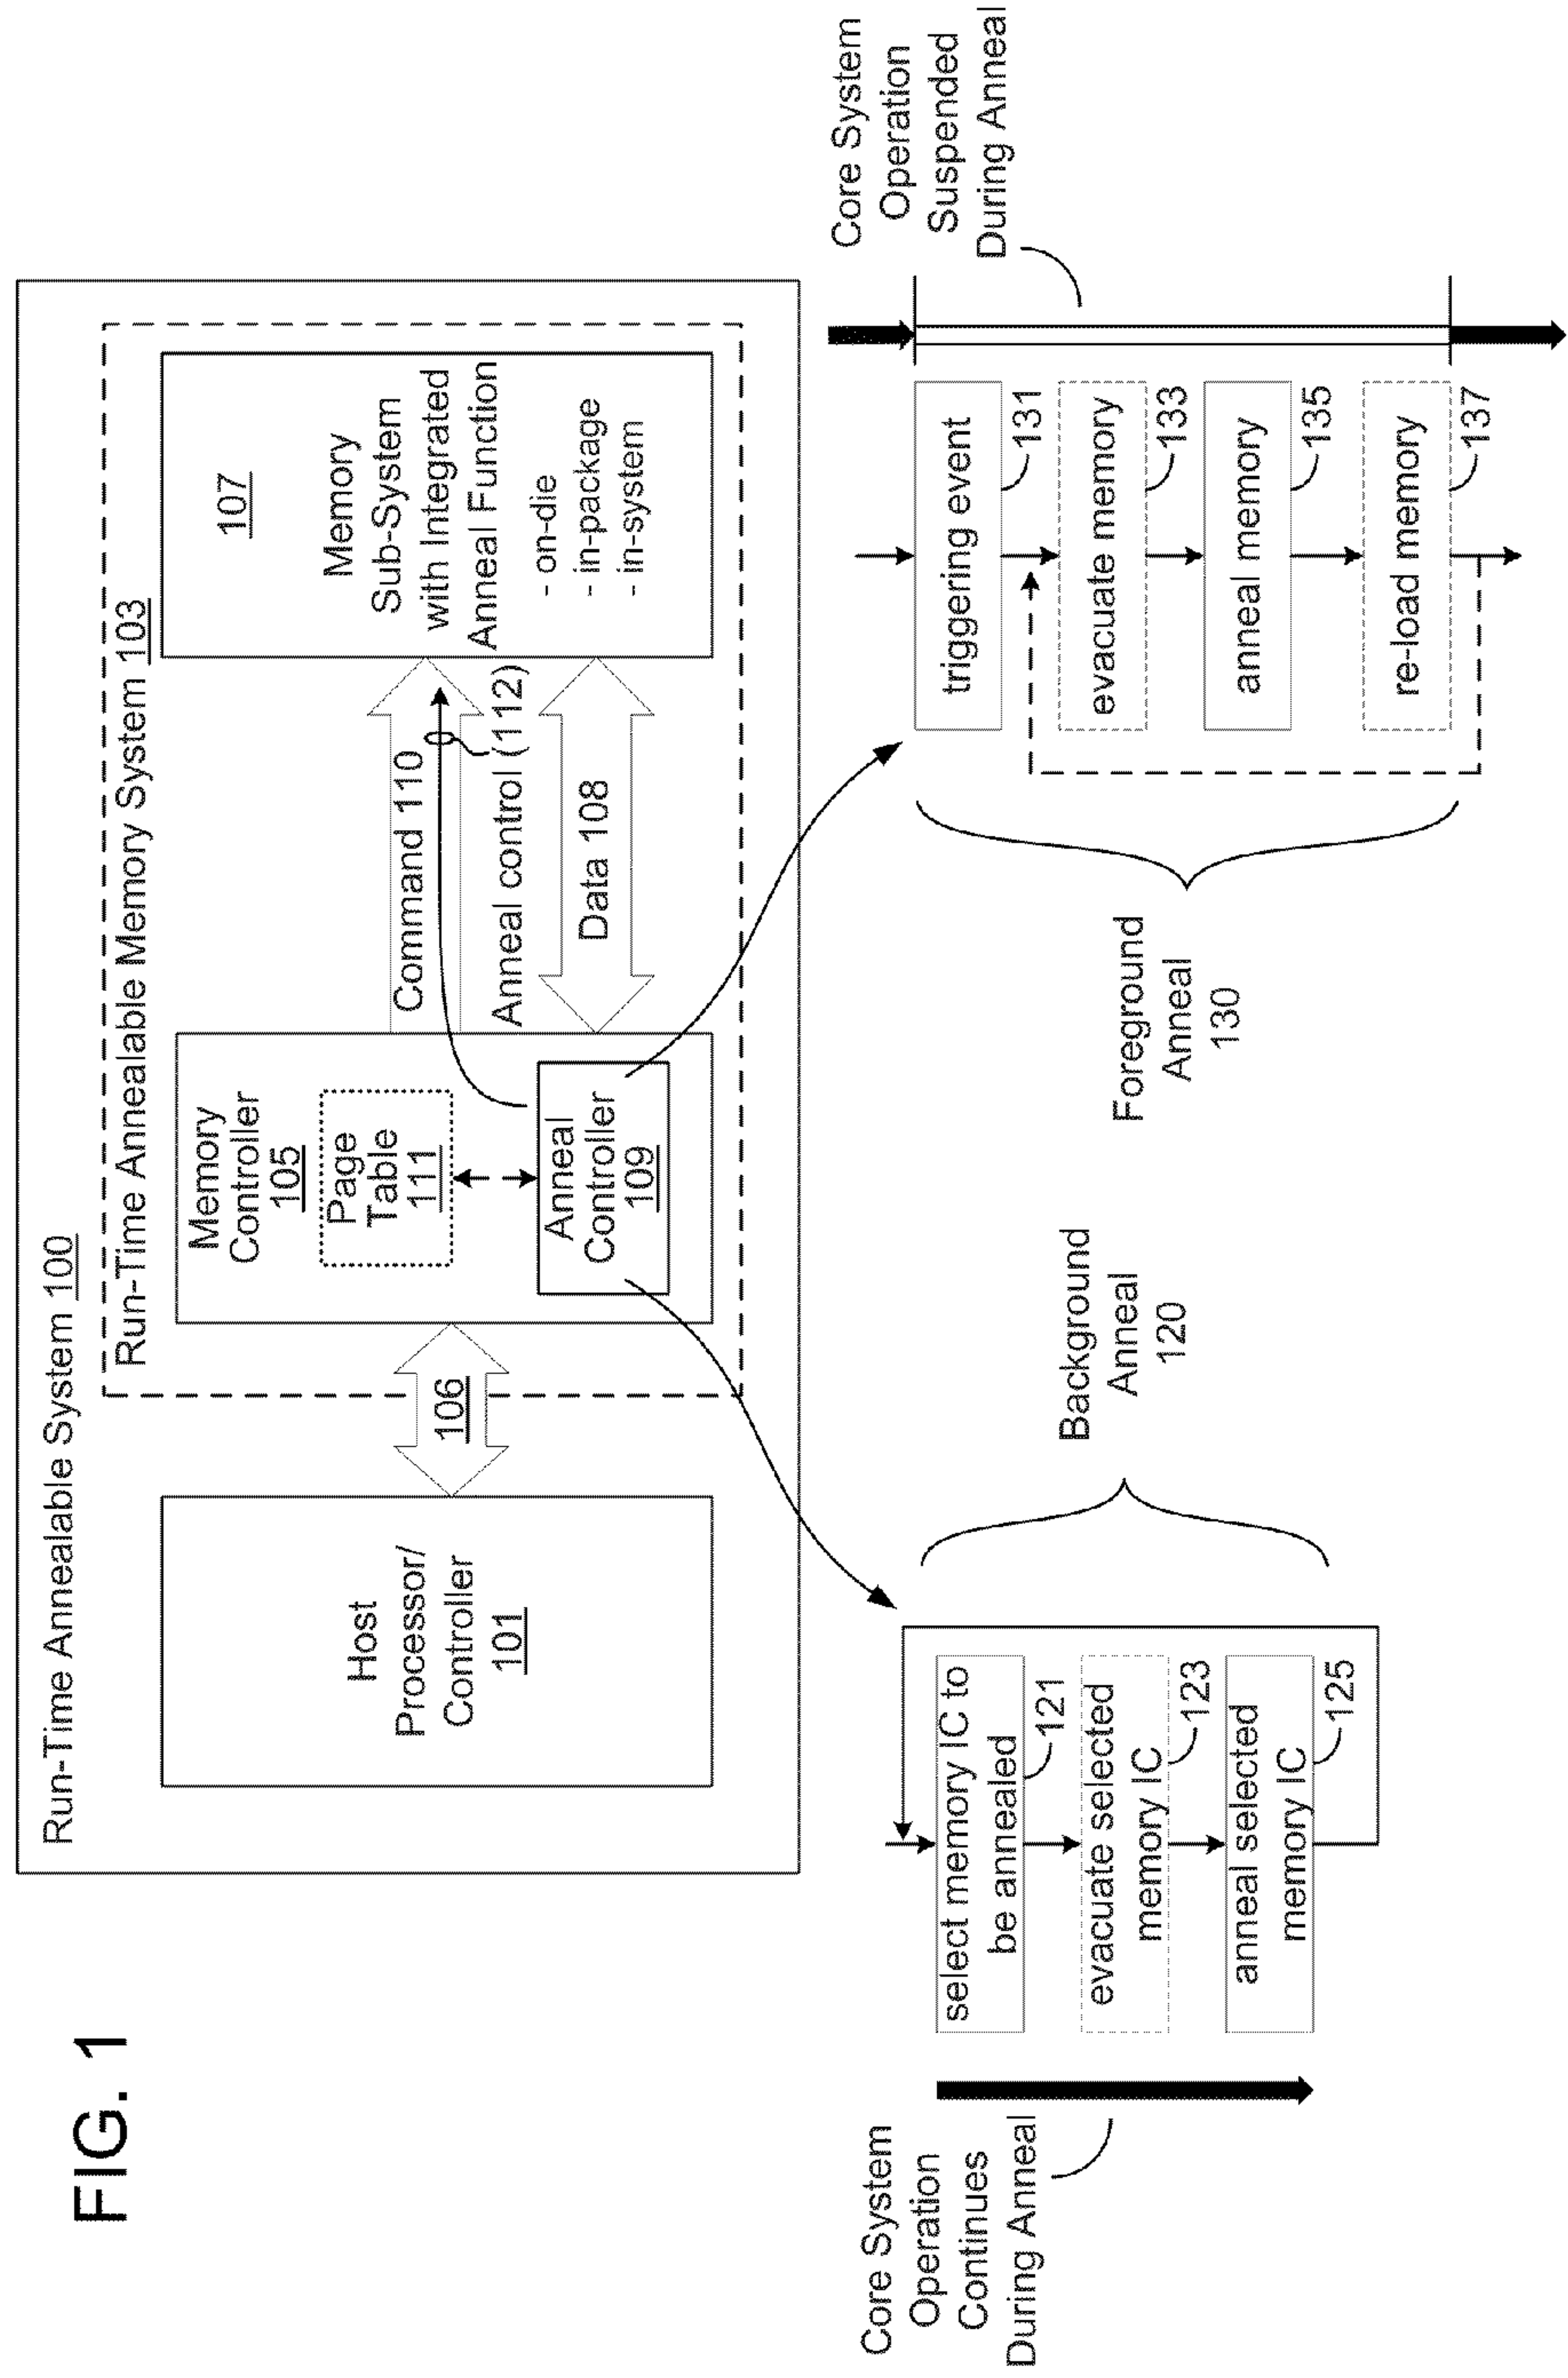 FIG. 1
Run-Time Annealable System 100
Run-Time Annealable Memory System 103
Host
Processor/
Controller
101
106
Memory
Controller
105
Page
Table
111
Anneal
Controller
109
Command 110
Anneal control (112)
Data 108
107
Memory
Sub-System
with Integrated
Anneal Function
- on-die
- in-package
- in-system
Core System
Operation
Continues
During Anneal
select memory IC to
be annealed
121
evacuate selected
memory IC
123
anneal selected
memory IC
125
Background
Anneal
120
Foreground
Anneal
130
triggering event
131
evacuate memory
133
anneal memory
135
re-load memory
137
Core System
Operation
Suspended
During Anneal